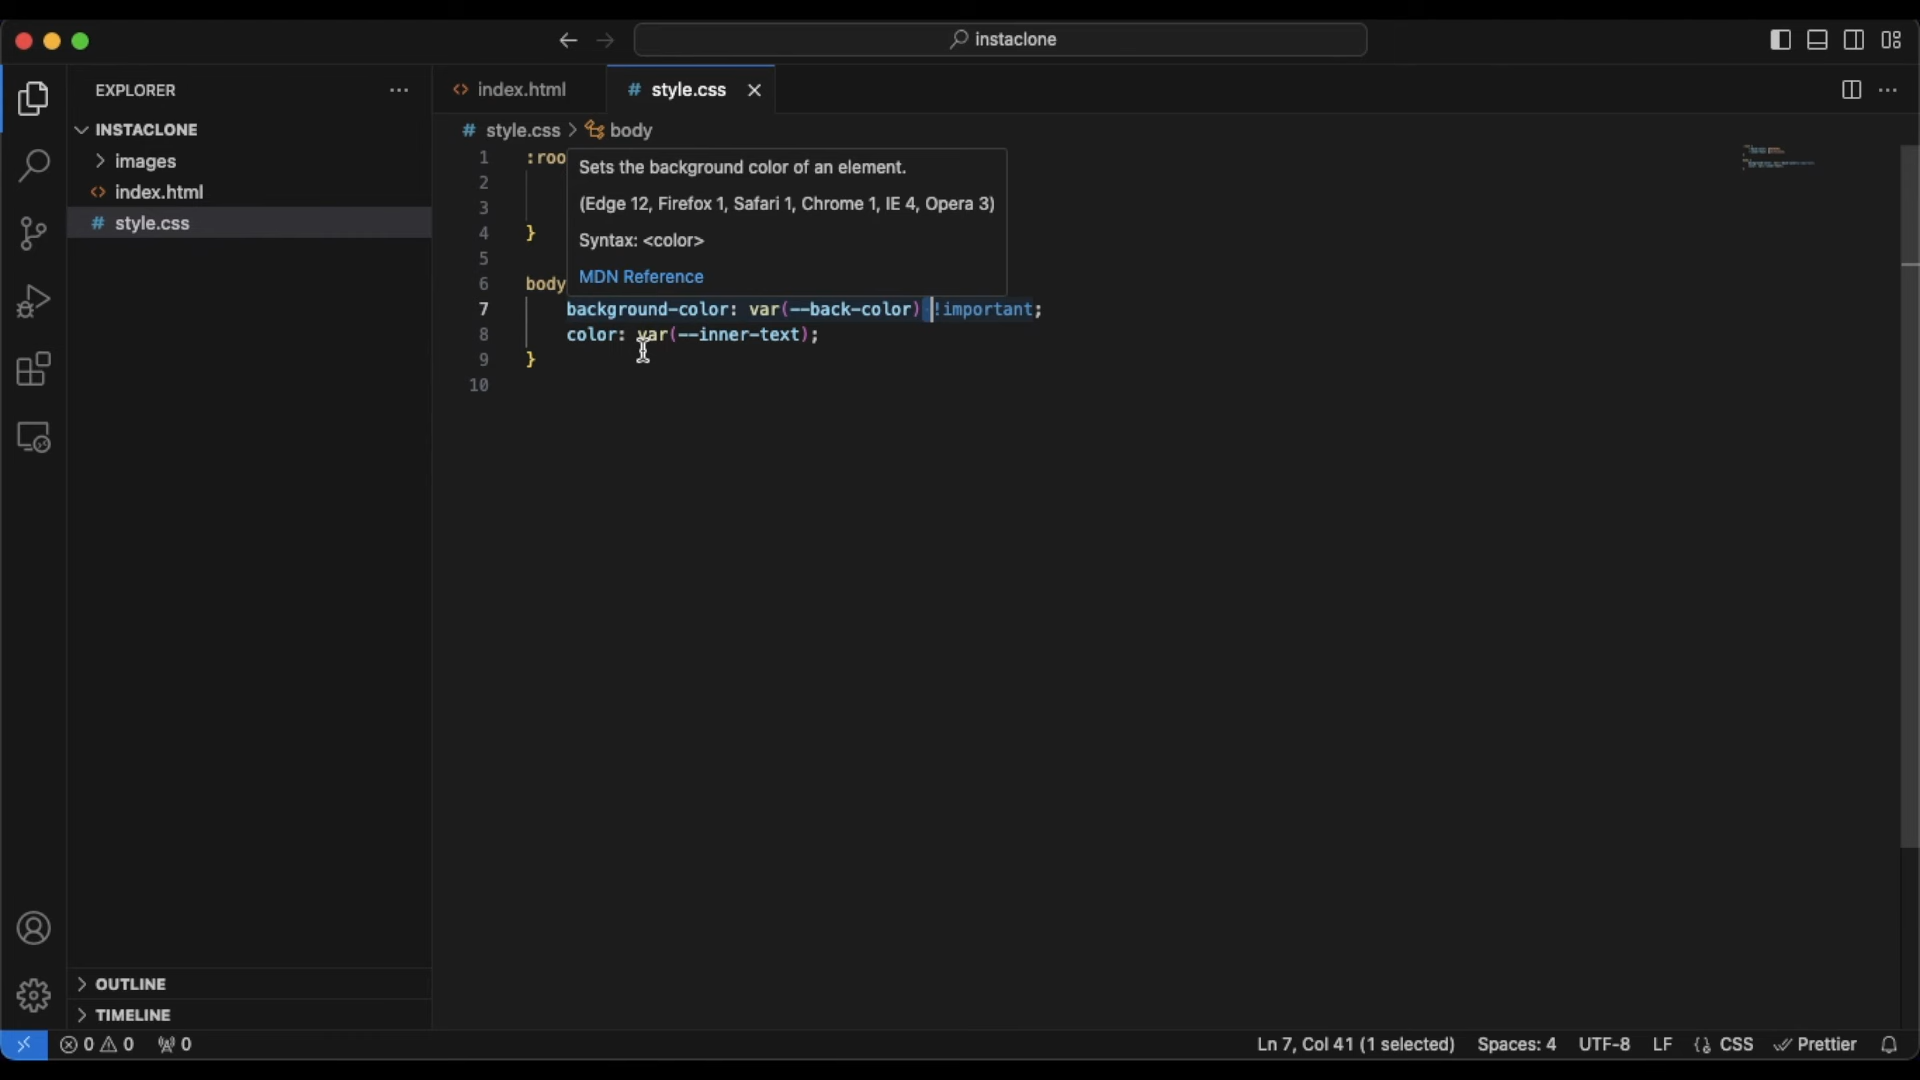 instaclone
EXPLORER
INSTACLONE
images
index.html
style.css
OUTLINE
TIMELINE
index.html
# style.css
# style.css > body
1 :roo
2
3
4 }
5
6 body
7 background-color: var(--back-color) !important;
8 color: var(--inner-text);
9 }
10
Sets the background color of an element.
(Edge 12, Firefox 1, Safari 1, Chrome 1, IE 4, Opera 3)
Syntax: <color>
MDN Reference
0 0 0
Ln 7, Col 41 (1 selected) Spaces: 4 UTF-8 LF CSS Prettier